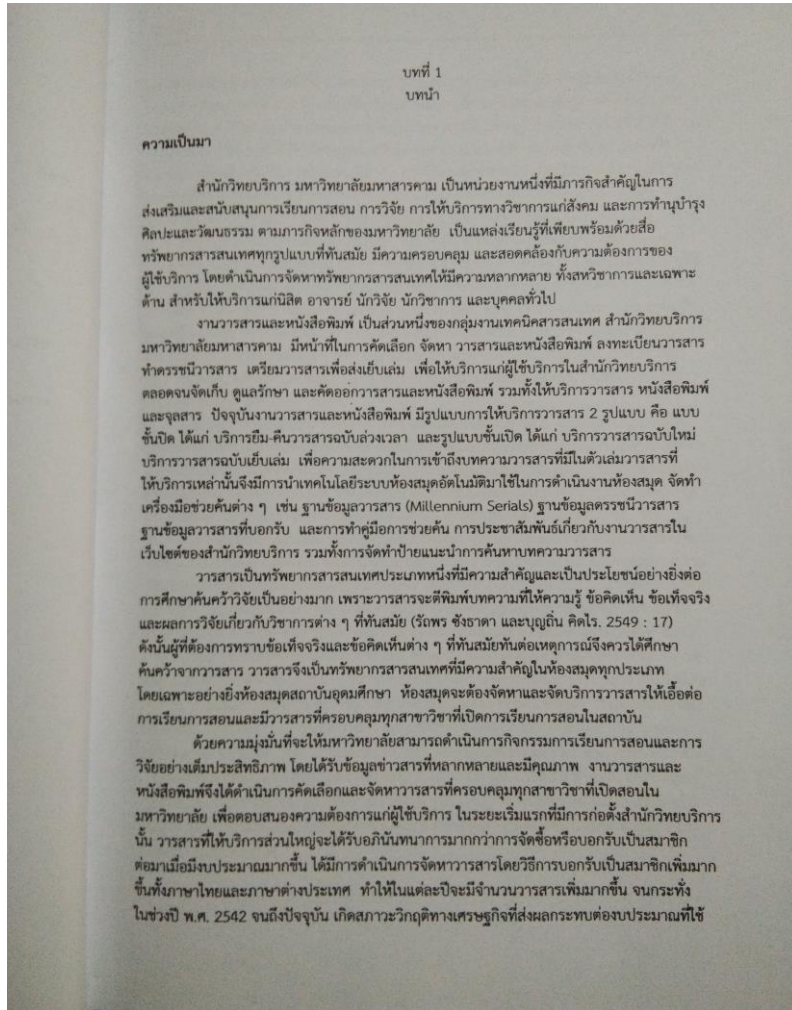 บทที่ 1
บทนำ
ความเป็นมา
สำนักวิทยบริการ มหาวิทยาลัยมหาสารคาม เป็นหน่วยงานหนึ่งที่มีภารกิจสำคัญในการ
ส่งเสริมและสนับสนุนการเรียนการสอน การวิจัย การให้บริการทางวิชาการแก่สังคม และการทำนุบำรุง
ศิลปะและวัฒนธรรม ตามภารกิจหลักของมหาวิทยาลัย เป็นแหล่งเรียนรู้ที่เพียบพร้อมด้วยสื่อ
ทรัพยากรสารสนเทศทุกรูปแบบที่ทันสมัย มีความครอบคลุม และสอดคล้องกับความต้องการของ
ผู้ใช้บริการ โดยดำเนินการจัดหาทรัพยากรสารสนเทศให้มีความหลากหลาย ทั้งสหวิชาการและเฉพาะ
ด้าน สำหรับให้บริการแก่นิสิต อาจารย์ นักวิจัย นักวิชาการ และบุคคลทั่วไป
งานวารสารและหนังสือพิมพ์ เป็นส่วนหนึ่งของกลุ่มงานเทคนิคสารสนเทศ สำนักวิทยบริการ
มหาวิทยาลัยมหาสารคาม มีหน้าที่ในการคัดเลือก จัดหา วารสารและหนังสือพิมพ์ ลงทะเบียนวารสาร
ทำดรรชนีวารสาร เตรียมวารสารเพื่อส่งเย็บเล่ม เพื่อให้บริการแก่ผู้ใช้บริการในสำนักวิทยบริการ
ตลอดจนจัดเก็บ ดูแลรักษา และคัดออกวารสารและหนังสือพิมพ์ รวมทั้งให้บริการวารสาร หนังสือพิมพ์
และจุลสาร ปัจจุบันงานวารสารและหนังสือพิมพ์ มีรูปแบบการให้บริการวารสาร 2 รูปแบบ คือ แบบ
ชั้นปิด ได้แก่ บริการยืม-คืนวารสารฉบับล่วงเวลา และรูปแบบชั้นเปิด ได้แก่ บริการวารสารฉบับใหม่
บริการวารสารฉบับเย็บเล่ม เพื่อความสะดวกในการเข้าถึงบทความวารสารที่มีในตัวเล่มวารสารที่
ให้บริการเหล่านั้นจึงมีการนำเทคโนโลยีระบบห้องสมุดอัตโนมัติมาใช้ในการดำเนินงานห้องสมุด จัดทำ
เครื่องมือช่วยค้นต่าง ๆ เช่น ฐานข้อมูลวารสาร (Millennium Serials) ฐานข้อมูลดรรชนีวารสาร
ฐานข้อมูลวารสารที่บอกรับ และการทำคู่มือการช่วยค้น การประชาสัมพันธ์เกี่ยวกับงานวารสารใน
เว็บไซต์ของสำนักวิทยบริการ รวมทั้งการจัดทำป้ายแนะนำการค้นหาบทความวารสาร
วารสารเป็นทรัพยากรสารสนเทศประเภทหนึ่งที่มีความสำคัญและเป็นประโยชน์อย่างยิ่งต่อ
การศึกษาค้นคว้าวิจัยเป็นอย่างมาก เพราะวารสารจะตีพิมพ์บทความที่ให้ความรู้ ข้อคิดเห็น ข้อเท็จจริง
และผลการวิจัยเกี่ยวกับวิชาการต่าง ๆ ที่ทันสมัย (รัถพร ซังธาดา และบุญถิ่น คิดไร. 2549 : 17)
ดังนั้นผู้ที่ต้องการทราบข้อเท็จจริงและข้อคิดเห็นต่าง ๆ ที่ทันสมัยทันต่อเหตุการณ์จึงควรได้ศึกษา
ค้นคว้าจากวารสาร วารสารจึงเป็นทรัพยากรสารสนเทศที่มีความสำคัญในห้องสมุดทุกประเภท
โดยเฉพาะอย่างยิ่งห้องสมุดสถาบันอุดมศึกษา ห้องสมุดจะต้องจัดหาและจัดบริการวารสารให้เอื้อต่อ
การเรียนการสอนและมีวารสารที่ครอบคลุมทุกสาขาวิชาที่เปิดการเรียนการสอนในสถาบัน
ด้วยความมุ่งมั่นที่จะให้มหาวิทยาลัยสามารถดำเนินการกิจกรรมการเรียนการสอนและการ
วิจัยอย่างเต็มประสิทธิภาพ โดยได้รับข้อมูลข่าวสารที่หลากหลายและมีคุณภาพ งานวารสารและ
หนังสือพิมพ์จึงได้ดำเนินการคัดเลือกและจัดหาวารสารที่ครอบคลุมทุกสาขาวิชาที่เปิดสอนใน
มหาวิทยาลัย เพื่อตอบสนองความต้องการแก่ผู้ใช้บริการ ในระยะเริ่มแรกที่มีการก่อตั้งสำนักวิทยบริการ
นั้น วารสารที่ให้บริการส่วนใหญ่จะได้รับอภินันทนาการมากกว่าการจัดซื้อหรือบอกรับเป็นสมาชิก
ต่อมาเมื่อมีงบประมาณมากขึ้น ได้มีการดำเนินการจัดหาวารสารโดยวิธีการบอกรับเป็นสมาชิกเพิ่มมาก
ขึ้นทั้งภาษาไทยและภาษาต่างประเทศ ทำให้ในแต่ละปีจะมีจำนวนวารสารเพิ่มมากขึ้น จนกระทั่ง
ในช่วงปี พ.ศ. 2542 จนถึงปัจจุบัน เกิดสภาวะวิกฤติทางเศรษฐกิจที่ส่งผลกระทบต่องบประมาณที่ใช้